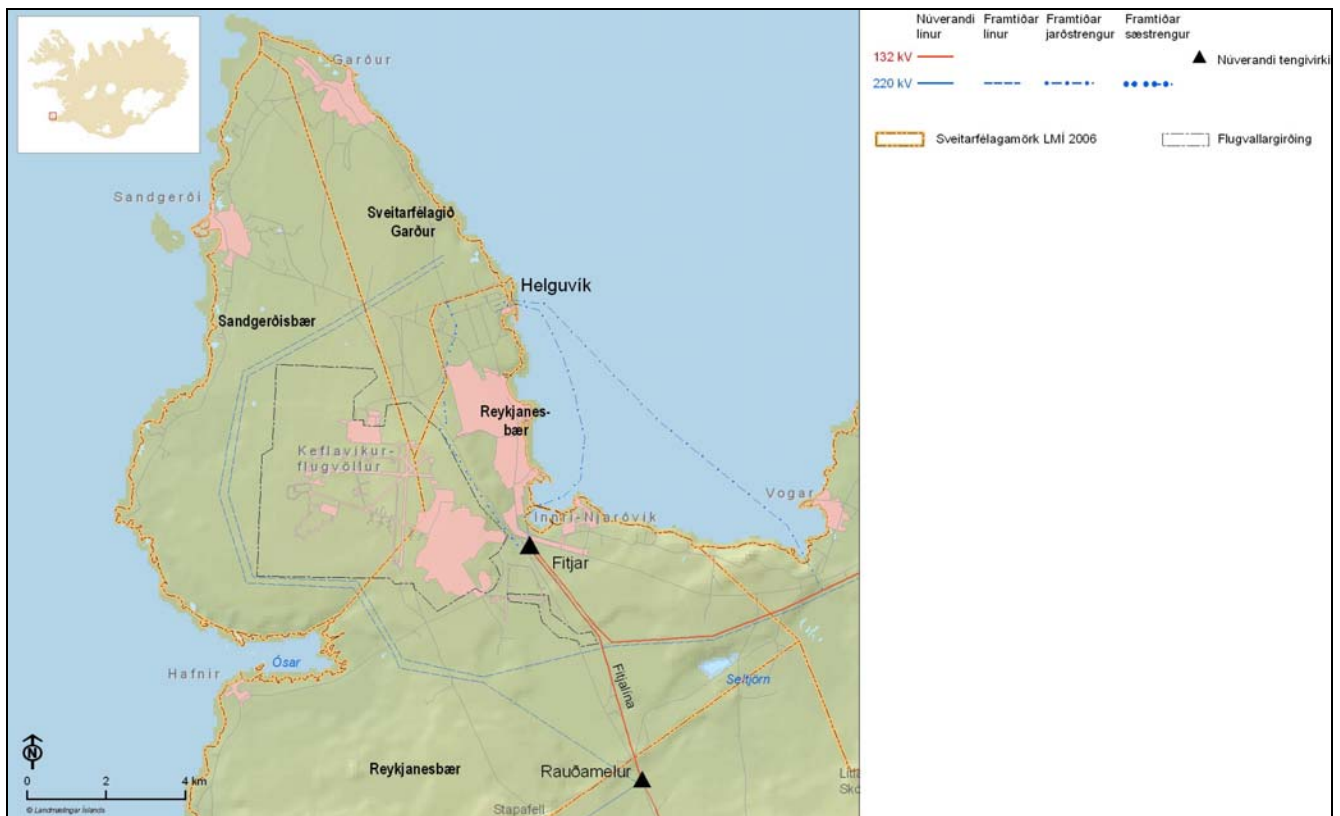 Garður
Sandgerði
Sveitarfélagið
Garður
Helguvík
Sandgerðisbær
Reykjanes-
bær
Keflavíkur-
flugvöllur
Vogar
Innri-Njarðvík
Fitjar
Ósar
Hafnir
Seltjörn
Fitjalína
Reykjanesbær
Rauðamelur
Stapafell
N
0 2 4 km
© Landmælingar Íslands
Núverandi Framtíðar Framtíðar Framtíðar
línur línur jarðstrengur sæstrengur
132 kV
Núverandi tengivirki
220 kV
Sveitarfélagamörk LMÍ 2006
Flugvallargirðing